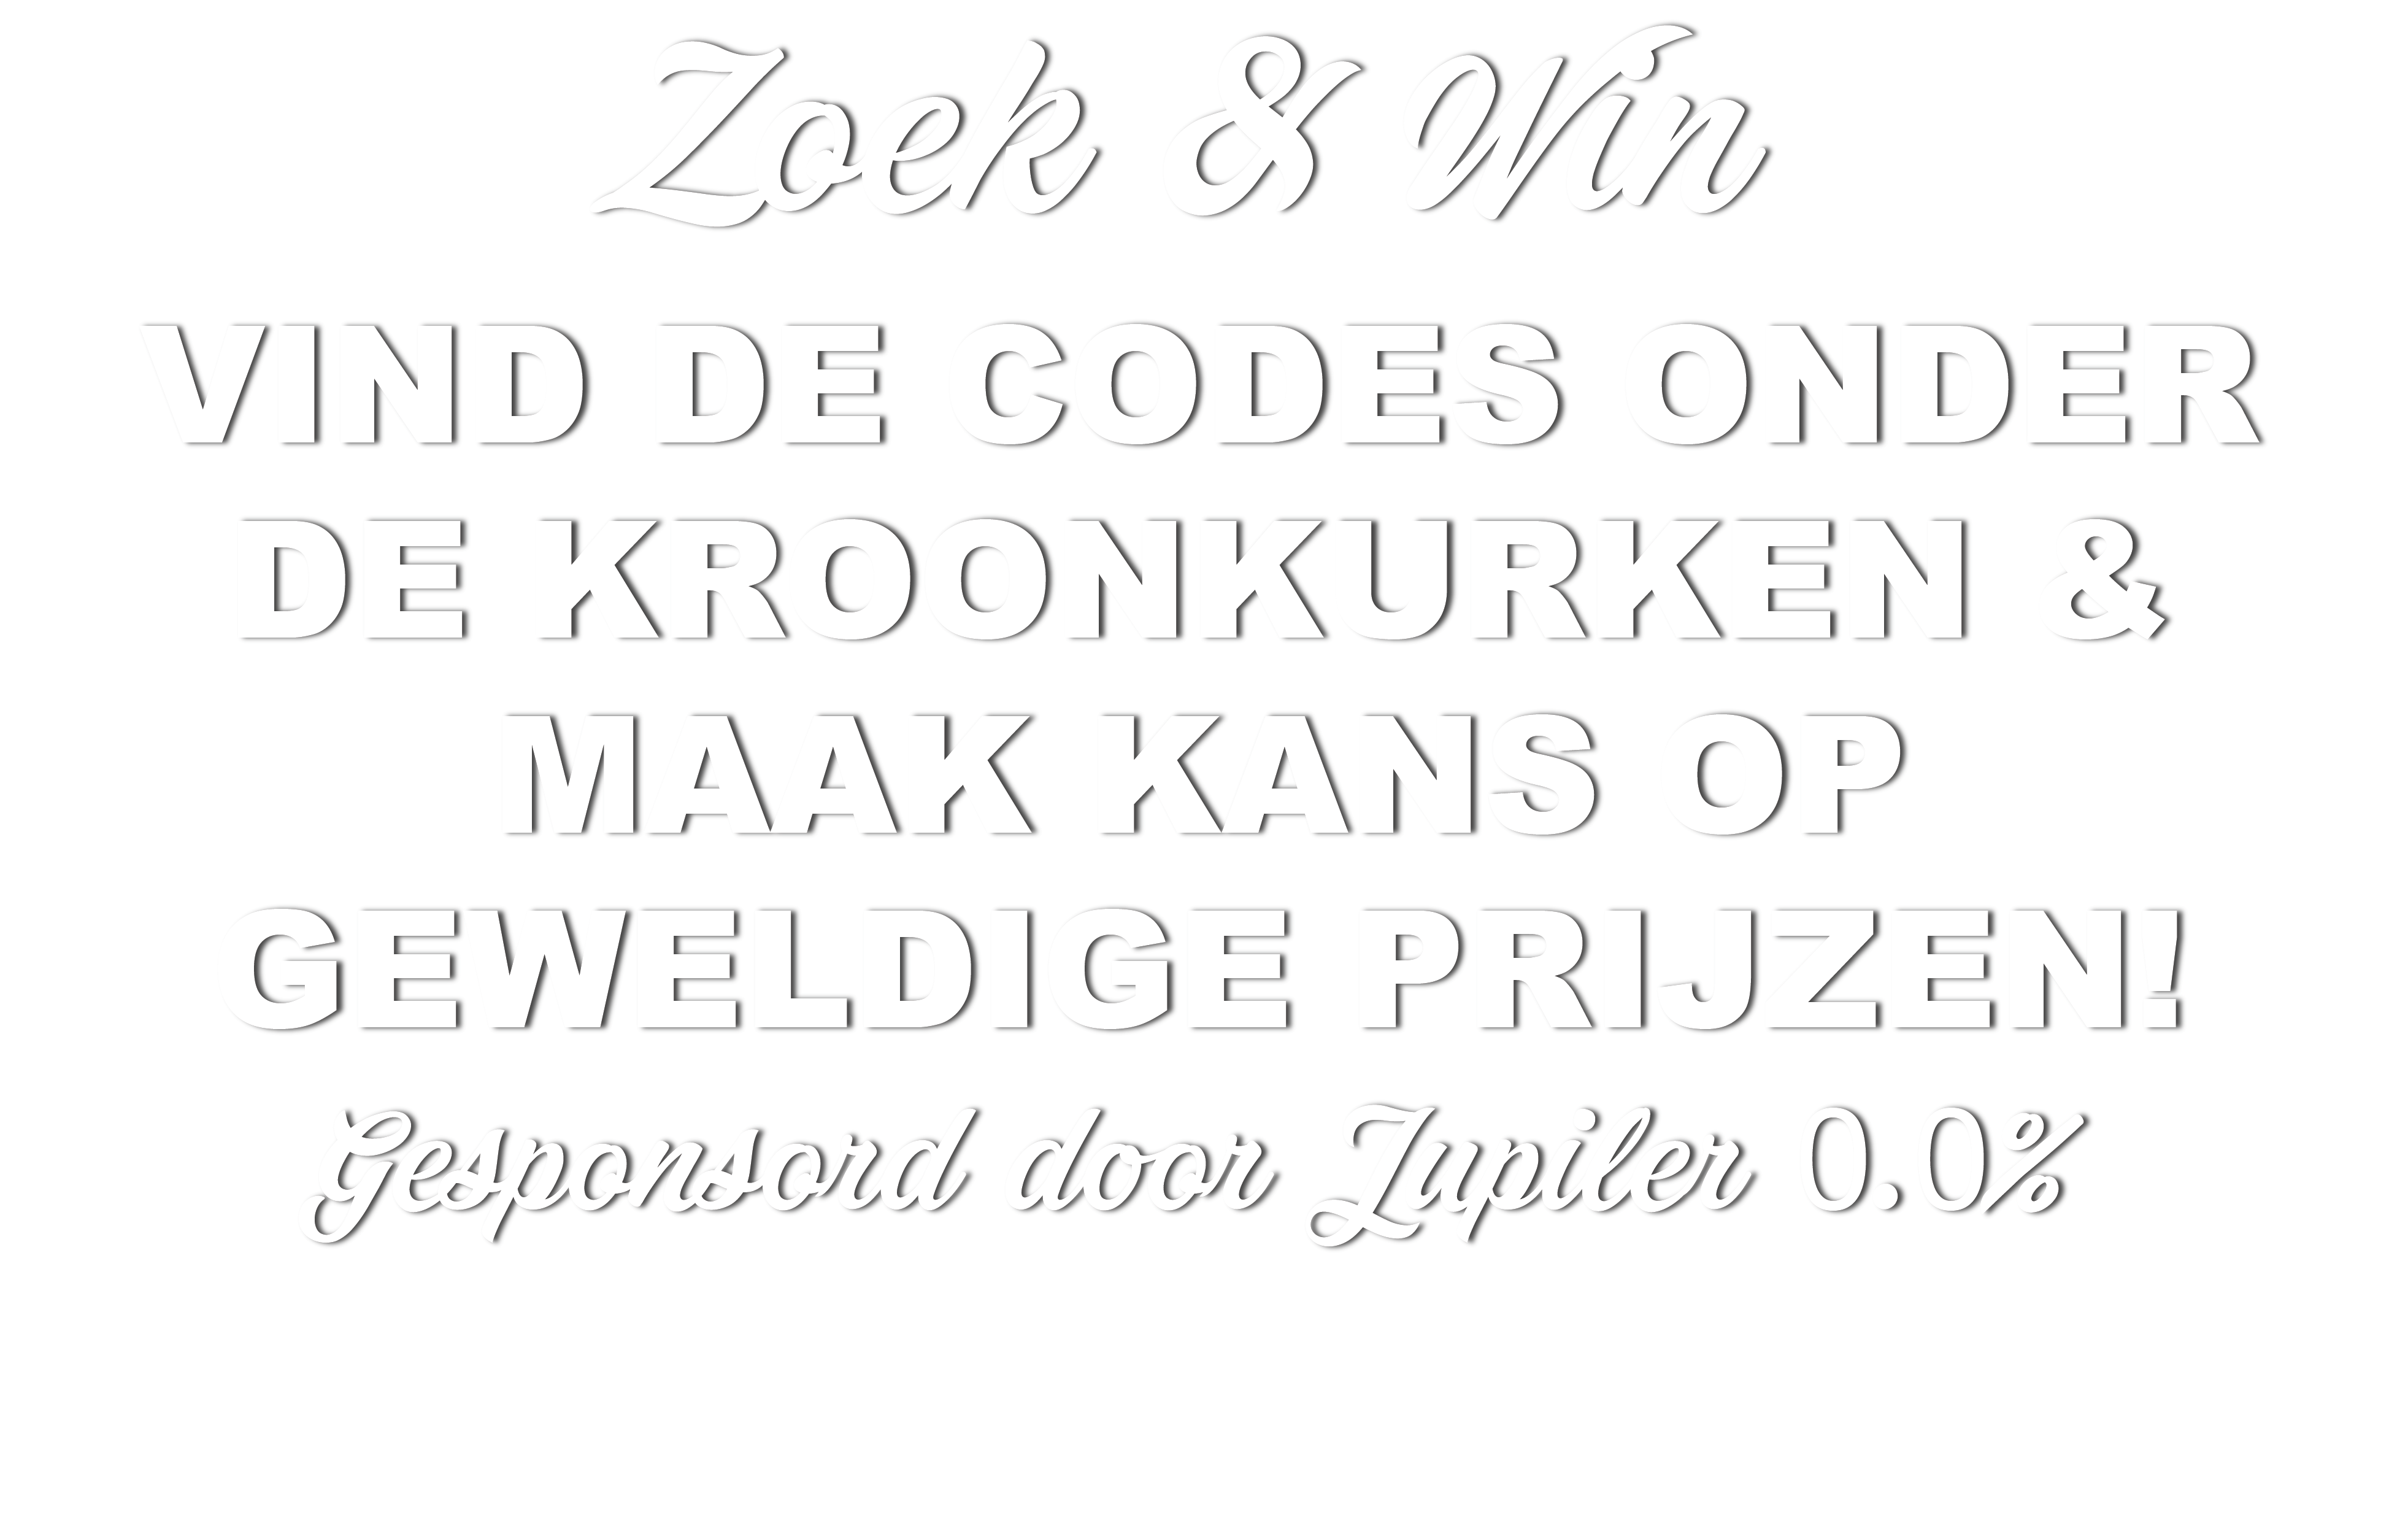 Zoek & Win
VIND DE CODES ONDER
DE KROONKURKEN &
MAAK KANS OP
GEWELDIGE PRIJZEN!
Gesponsord door Jupiler 0.0%